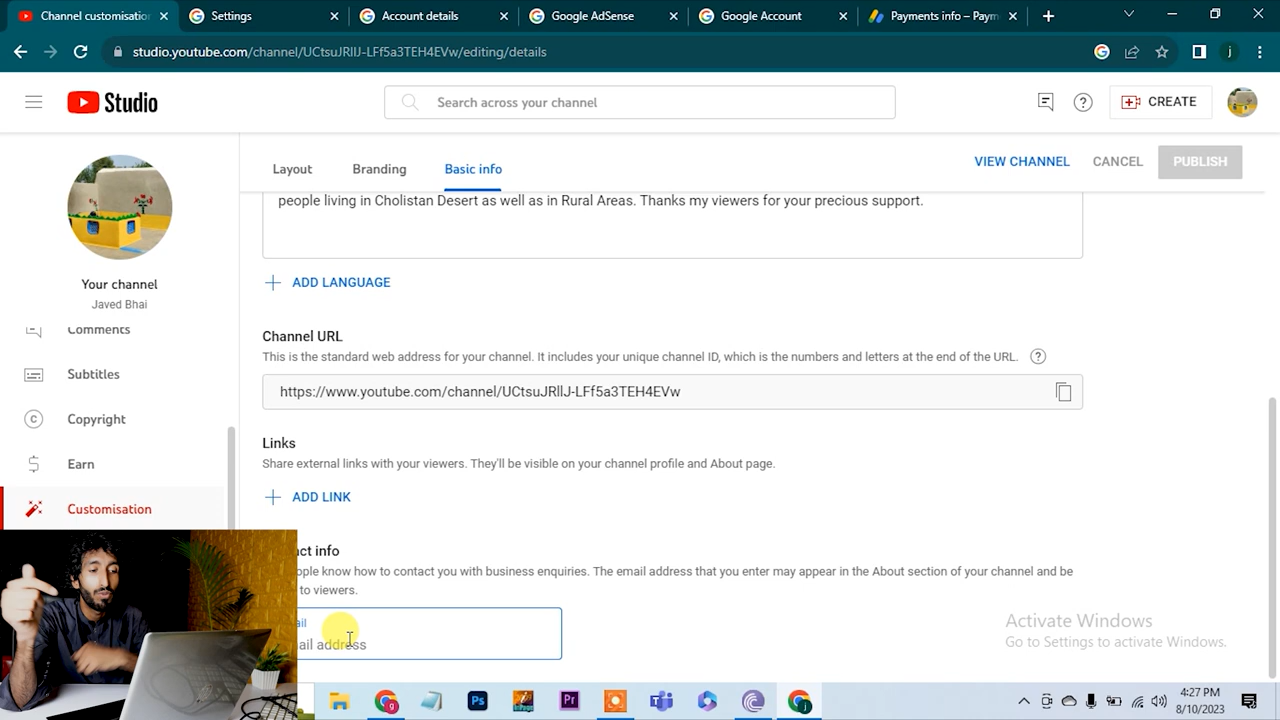 Channel customisation
Settings
Account details
Google AdSense
Google Account
Payments info – Paym
studio.youtube.com/channel/UCtsuJRllJ-LFf5a3TEH4EVw/editing/details
j
Studio
Search across your channel
CREATE
Layout
Branding
Basic info
VIEW CHANNEL
CANCEL
PUBLISH
people living in Cholistan Desert as well as in Rural Areas. Thanks my viewers for your precious support.
ADD LANGUAGE
Your channel
Javed Bhai
Comments
Subtitles
Copyright
Earn
Customisation
Channel URL
This is the standard web address for your channel. It includes your unique channel ID, which is the numbers and letters at the end of the URL.
https://www.youtube.com/channel/UCtsuJRllJ-LFf5a3TEH4EVw
Links
Share external links with your viewers. They'll be visible on your channel profile and About page.
ADD LINK
info
know how to contact you with business enquiries. The email address that you enter may appear in the About section of your channel and be
to viewers.
address
Activate Windows
Go to Settings to activate Windows.
Ps
Pr
4:27 PM
8/10/2023